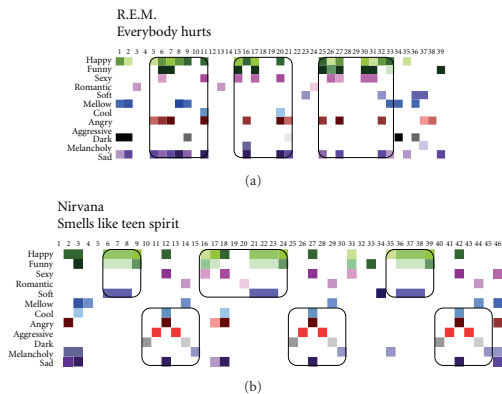 R.E.M.
Everybody hurts
1 2 3 4 5 6 7 8 9 10 11 12 13 14 15 16 17 18 19 20 21 22 23 24 25 26 27 28 29 30 31 32 33 34 35 36 37 38 39
Happy
Funny
Sexy
Romantic
Soft
Mellow
Cool
Angry
Aggressive
Dark
Melancholy
Sad
(a)
Nirvana
Smells like teen spirit
1 2 3 4 5 6 7 8 9 10 11 12 13 14 15 16 17 18 19 20 21 22 23 24 25 26 27 28 29 30 31 32 33 34 35 36 37 38 39 40 41 42 43 44 45 46
Happy
Funny
Sexy
Romantic
Soft
Mellow
Cool
Angry
Aggressive
Dark
Melancholy
Sad
(b)